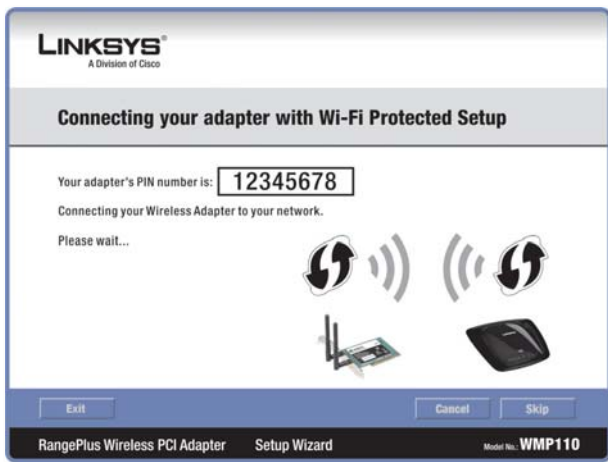 LINKSYS®
A Division of Cisco
Connecting your adapter with Wi-Fi Protected Setup
Your adapter's PIN number is: 12345678
Connecting your Wireless Adapter to your network.
Please wait...
Exit
Cancel
Skip
RangePlus Wireless PCI Adapter Setup Wizard Model No.: WMP110